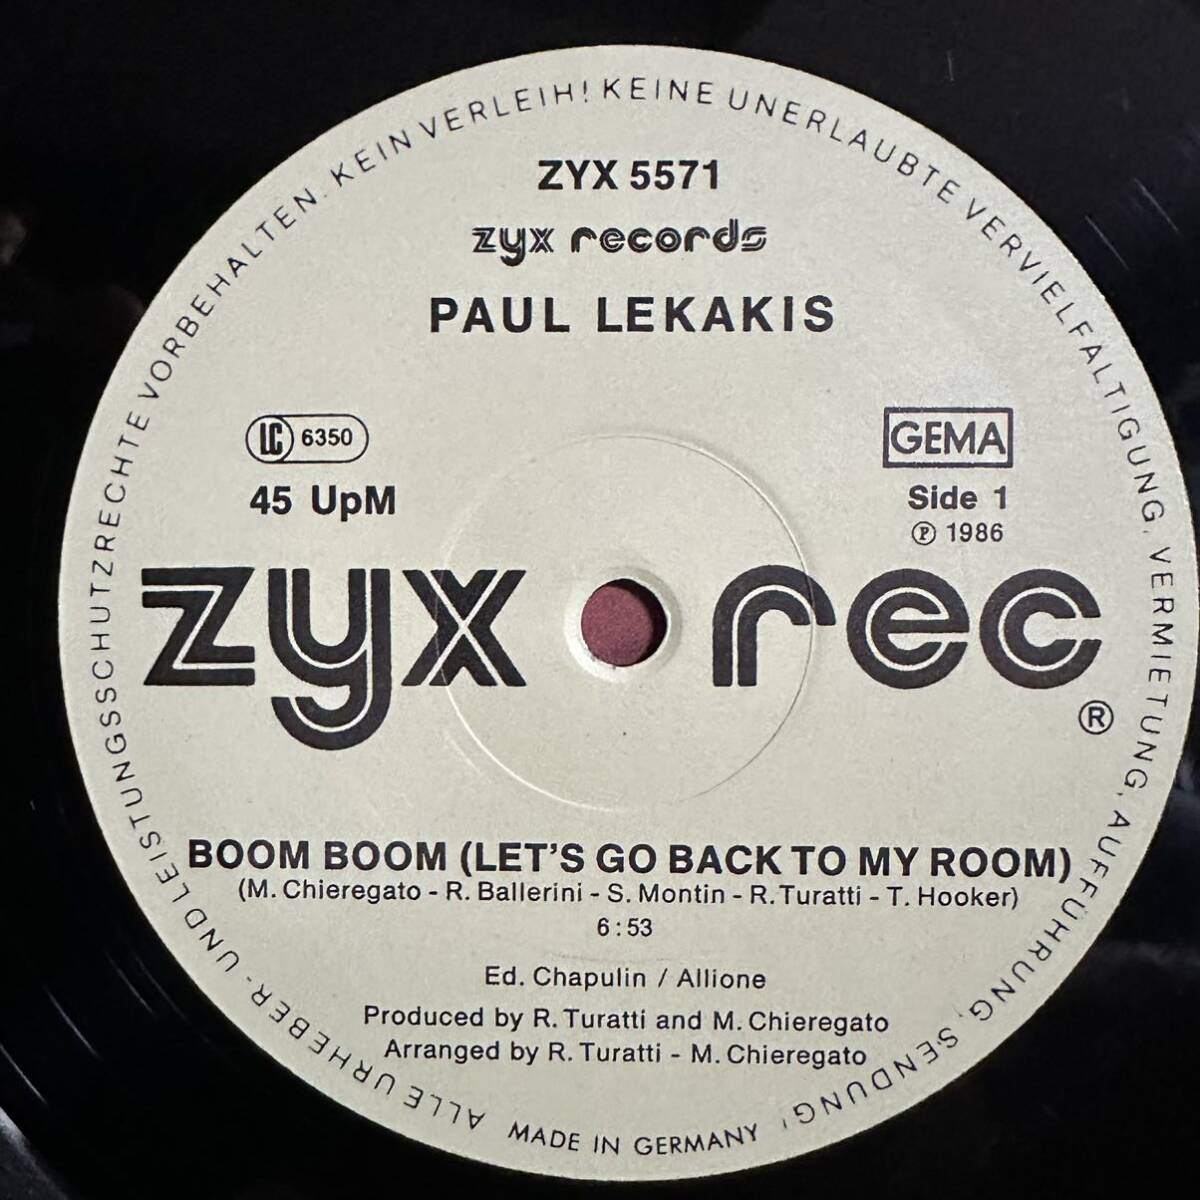 ZYX 5571
zyx records
PAUL LEKAKIS
LC 6350
GEMA
45 UpM
Side 1
Ⓟ 1986
zyx rec®
BOOM BOOM (LET'S GO BACK TO MY ROOM)
(M. Chieregato - R. Ballerini - S. Montin - R. Turatti - T. Hooker)
6:53
Ed. Chapulin / Allione
Produced by R. Turatti and M. Chieregato
Arranged by R. Turatti - M. Chieregato
ALLE URHEBER- UND LEISTUNGSSCHUTZRECHTE VORBEHALTEN. KEIN VERLEIH! KEINE UNERLAUBTE VERVIELFÄLTIGUNG, VERMIETUNG, AUFFÜHRUNG, SENDUNG!
MADE IN GERMANY